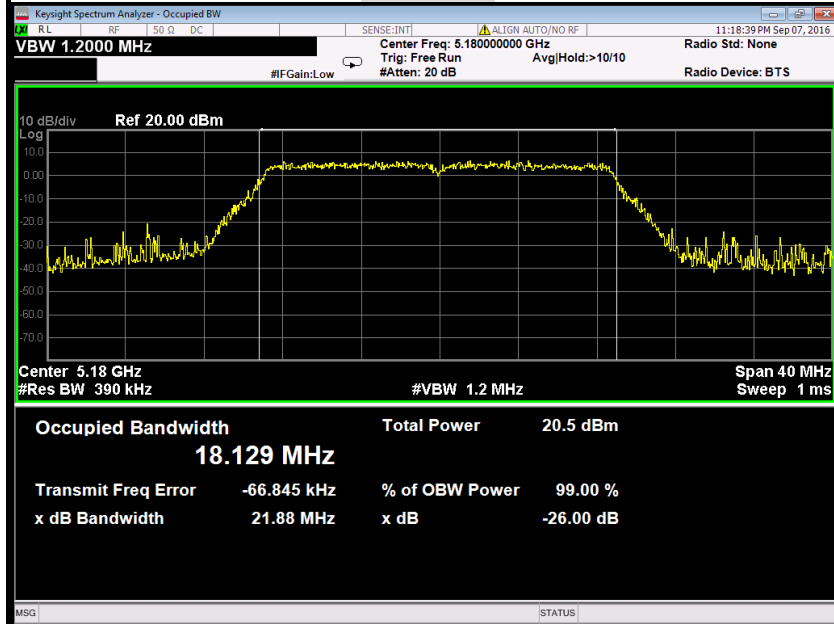 Keysight Spectrum Analyzer - Occupied BW
LXI RL RF 50 Ω DC SENSE:INT ALIGN AUTO/NO RF 11:18:39 PM Sep 07, 2016
VBW 1.2000 MHz Center Freq: 5.180000000 GHz Radio Std: None
Trig: Free Run Avg|Hold:>10/10
#IFGain:Low #Atten: 20 dB Radio Device: BTS
10 dB/div Ref 20.00 dBm
Log
10.0
0.00
-10.0
-20.0
-30.0
-40.0
-50.0
-60.0
-70.0
Center 5.18 GHz Span 40 MHz
#Res BW 390 kHz #VBW 1.2 MHz Sweep 1 ms
Occupied Bandwidth Total Power 20.5 dBm
18.129 MHz
Transmit Freq Error -66.845 kHz % of OBW Power 99.00 %
x dB Bandwidth 21.88 MHz x dB -26.00 dB
MSG STATUS